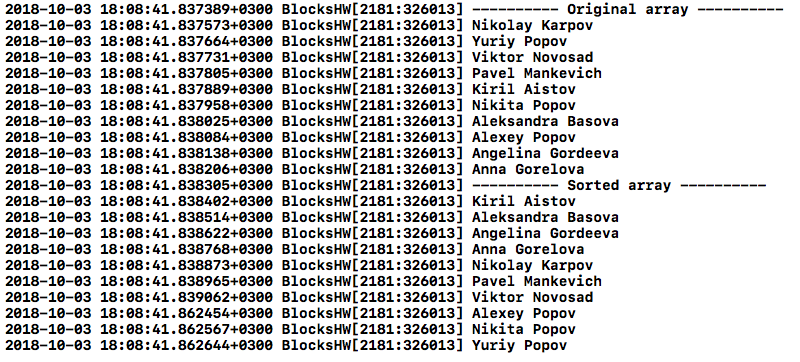 2018-10-03 18:08:41.837389+0300 BlocksHW[2181:326013] ---------- Original array ----------
2018-10-03 18:08:41.837573+0300 BlocksHW[2181:326013] Nikolay Karpov
2018-10-03 18:08:41.837664+0300 BlocksHW[2181:326013] Yuriy Popov
2018-10-03 18:08:41.837731+0300 BlocksHW[2181:326013] Viktor Novosad
2018-10-03 18:08:41.837805+0300 BlocksHW[2181:326013] Pavel Mankevich
2018-10-03 18:08:41.837889+0300 BlocksHW[2181:326013] Kiril Aistov
2018-10-03 18:08:41.837958+0300 BlocksHW[2181:326013] Nikita Popov
2018-10-03 18:08:41.838025+0300 BlocksHW[2181:326013] Aleksandra Basova
2018-10-03 18:08:41.838084+0300 BlocksHW[2181:326013] Alexey Popov
2018-10-03 18:08:41.838138+0300 BlocksHW[2181:326013] Angelina Gordeeva
2018-10-03 18:08:41.838206+0300 BlocksHW[2181:326013] Anna Gorelova
2018-10-03 18:08:41.838305+0300 BlocksHW[2181:326013] ---------- Sorted array ----------
2018-10-03 18:08:41.838402+0300 BlocksHW[2181:326013] Kiril Aistov
2018-10-03 18:08:41.838514+0300 BlocksHW[2181:326013] Aleksandra Basova
2018-10-03 18:08:41.838622+0300 BlocksHW[2181:326013] Angelina Gordeeva
2018-10-03 18:08:41.838768+0300 BlocksHW[2181:326013] Anna Gorelova
2018-10-03 18:08:41.838873+0300 BlocksHW[2181:326013] Nikolay Karpov
2018-10-03 18:08:41.838965+0300 BlocksHW[2181:326013] Pavel Mankevich
2018-10-03 18:08:41.839062+0300 BlocksHW[2181:326013] Viktor Novosad
2018-10-03 18:08:41.862454+0300 BlocksHW[2181:326013] Alexey Popov
2018-10-03 18:08:41.862567+0300 BlocksHW[2181:326013] Nikita Popov
2018-10-03 18:08:41.862644+0300 BlocksHW[2181:326013] Yuriy Popov